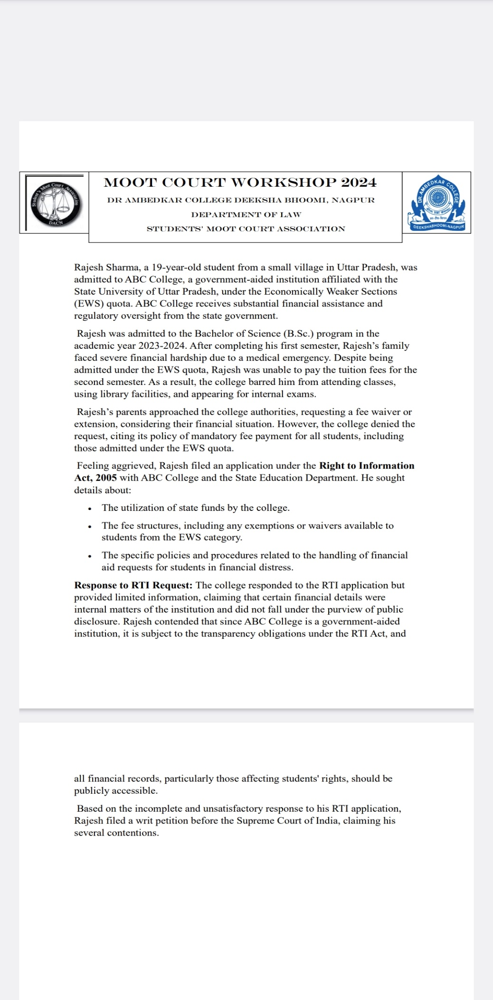 Student's Moot Court Association
DACN
MOOT COURT WORKSHOP 2024
DR AMBEDKAR COLLEGE DEEKSHA BHOOMI, NAGPUR
DEPARTMENT OF LAW
STUDENTS' MOOT COURT ASSOCIATION
DR. AMBEDKAR COLLEGE
DEEKSHABHOOMI-NAGPUR
Rajesh Sharma, a 19-year-old student from a small village in Uttar Pradesh, was
admitted to ABC College, a government-aided institution affiliated with the
State University of Uttar Pradesh, under the Economically Weaker Sections
(EWS) quota. ABC College receives substantial financial assistance and
regulatory oversight from the state government.
Rajesh was admitted to the Bachelor of Science (B.Sc.) program in the
academic year 2023-2024. After completing his first semester, Rajesh’s family
faced severe financial hardship due to a medical emergency. Despite being
admitted under the EWS quota, Rajesh was unable to pay the tuition fees for the
second semester. As a result, the college barred him from attending classes,
using library facilities, and appearing for internal exams.
Rajesh’s parents approached the college authorities, requesting a fee waiver or
extension, considering their financial situation. However, the college denied the
request, citing its policy of mandatory fee payment for all students, including
those admitted under the EWS quota.
Feeling aggrieved, Rajesh filed an application under the Right to Information
Act, 2005 with ABC College and the State Education Department. He sought
details about:
• The utilization of state funds by the college.
• The fee structures, including any exemptions or waivers available to
students from the EWS category.
• The specific policies and procedures related to the handling of financial
aid requests for students in financial distress.
Response to RTI Request: The college responded to the RTI application but
provided limited information, claiming that certain financial details were
internal matters of the institution and did not fall under the purview of public
disclosure. Rajesh contended that since ABC College is a government-aided
institution, it is subject to the transparency obligations under the RTI Act, and
all financial records, particularly those affecting students' rights, should be
publicly accessible.
Based on the incomplete and unsatisfactory response to his RTI application,
Rajesh filed a writ petition before the Supreme Court of India, claiming his
several contentions.